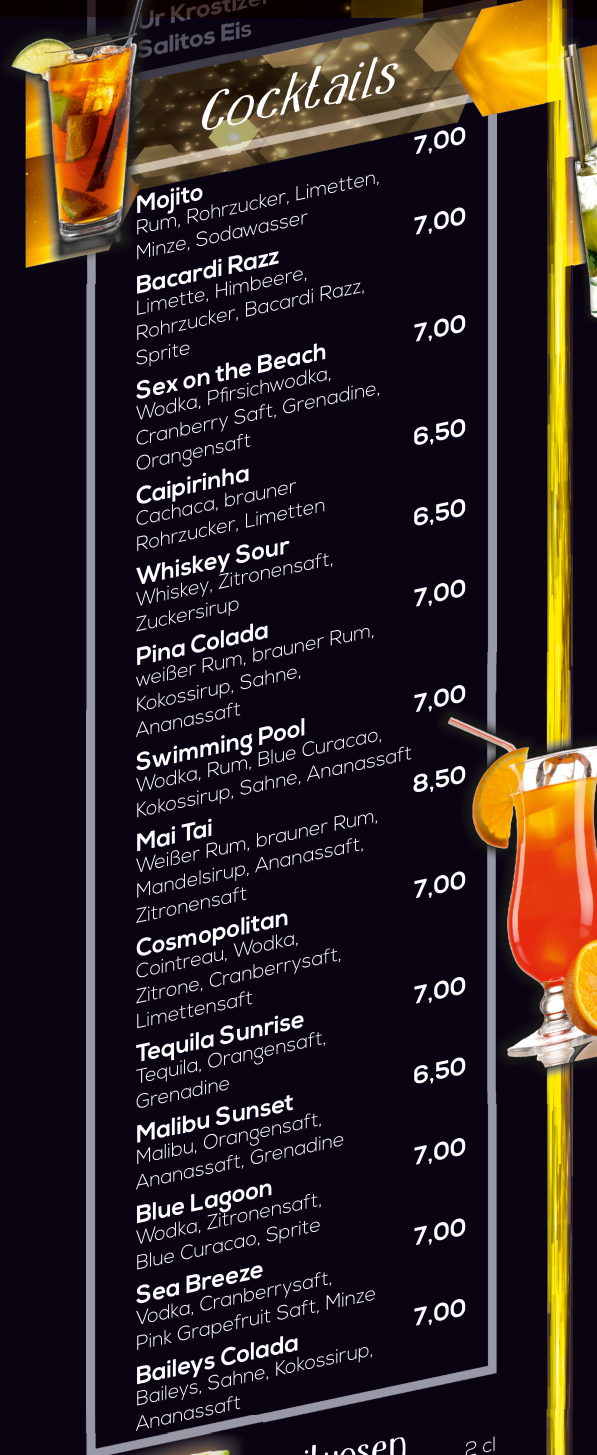 Ur Krostizer
Salitos Eis
Cocktails
Mojito 7,00
Rum, Rohrzucker, Limetten,
Minze, Sodawasser
Bacardi Razz 7,00
Limette, Himbeere,
Rohrzucker, Bacardi Razz,
Sprite
Sex on the Beach 7,00
Wodka, Pfirsichwodka,
Cranberry Saft, Grenadine,
Orangensaft
Caipirinha 6,50
Cachaca, brauner
Rohrzucker, Limetten
Whiskey Sour 6,50
Whiskey, Zitronensaft,
Zuckersirup
Pina Colada 7,00
weißer Rum, brauner Rum,
Kokossirup, Sahne,
Ananassaft
Swimming Pool 7,00
Wodka, Rum, Blue Curacao,
Kokossirup, Sahne, Ananassaft
Mai Tai 8,50
Weißer Rum, brauner Rum,
Mandelsirup, Ananassaft,
Zitronensaft
Cosmopolitan 7,00
Cointreau, Wodka,
Zitrone, Cranberrysaft,
Limettensaft
Tequila Sunrise 7,00
Tequila, Orangensaft,
Grenadine
Malibu Sunset 6,50
Malibu, Orangensaft,
Ananassaft, Grenadine
Blue Lagoon 7,00
Wodka, Zitronensaft,
Blue Curacao, Sprite
Sea Breeze 7,00
Vodka, Cranberrysaft,
Pink Grapefruit Saft, Minze
Baileys Colada 7,00
Baileys, Sahne, Kokossirup,
Ananassaft
2 cl